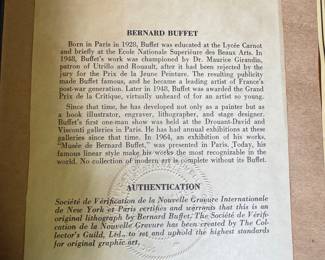 BERNARD BUFFET
Born in Paris in 1928, Buffet was educated at the Lycée Carnot
and briefly at the Ecole Nationale Superieure des Beaux Arts. In
1948, Buffet's work was championed by Dr. Maurice Girardin,
patron of Utrillo and Rouault, after it had been rejected by the
jury for the Prix de la Jeune Peinture. The resulting publicity
made Buffet famous, and he became a leading artist of France's
post-war generation. Later in 1948, Buffet was awarded the Grand
Prix de la Critique, virtually unheard of for an artist so young.
Since that time, he has developed not only as a painter but as
a book illustrator, engraver, lithographer, and stage designer.
Buffet's first one-man show was held at the Drouant-David and
Visconti galleries in Paris. He has had annual exhibitions at these
galleries since that time. In 1964, an exhibition of his works,
"Musée de Bernard Buffet," was presented in Paris. Today, his
famous linear style make his works the most recognizable in the
world. No collection of modern art is complete without its Buffet.
AUTHENTICATION
Société de Vérification de la Nouvelle Gravure Internationale
de New York et Paris certifies and warrants that this is an
original lithograph by Bernard Buffet. The Société de Vérifi-
cation de la Nouvelle Gravure has been created by The Col-
lector's Guild, Ltd., to set and uphold the highest standards
for original graphic art.